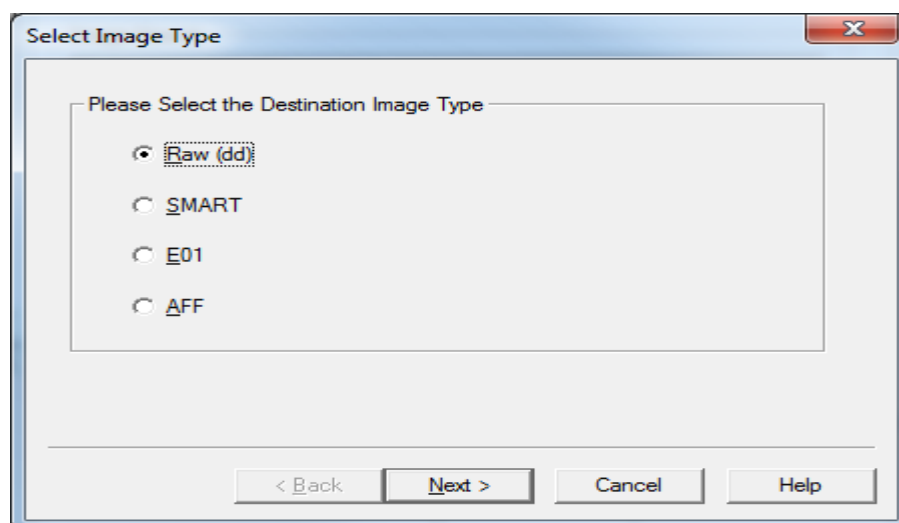 Select Image Type
Please Select the Destination Image Type
Raw (dd)
SMART
E01
AFF
< Back Next > Cancel Help